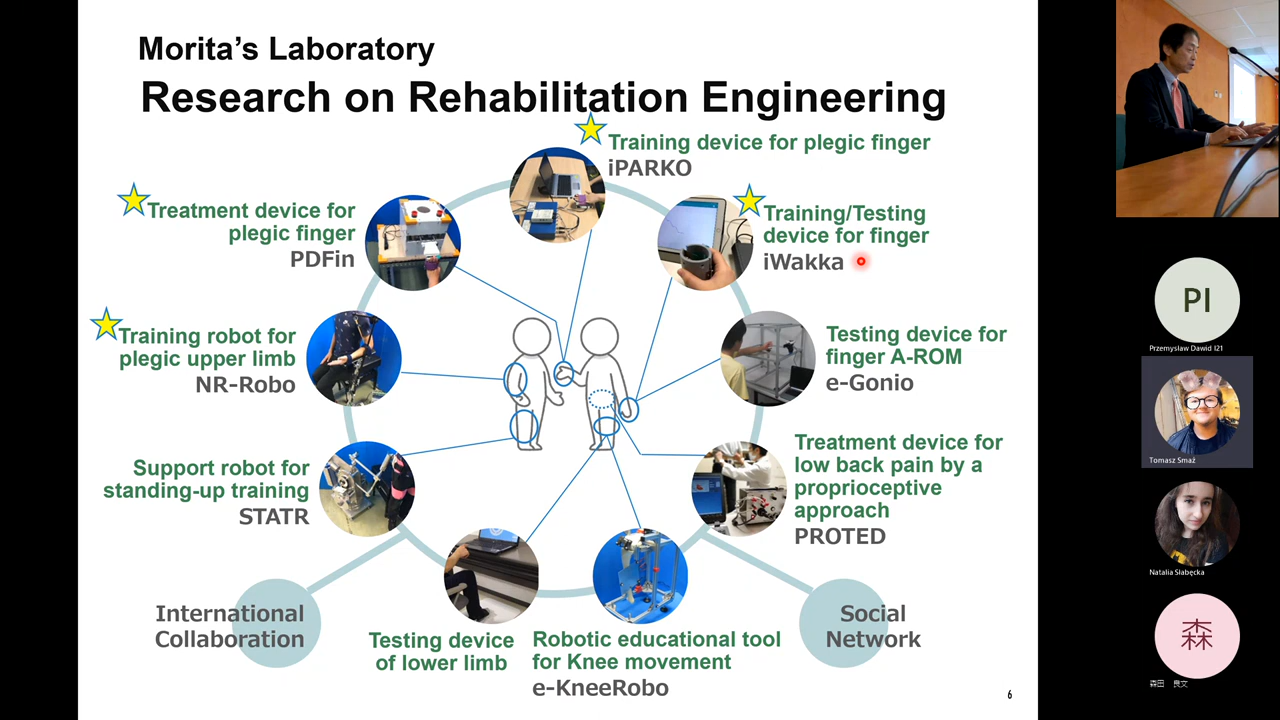 Morita's Laboratory
Research on Rehabilitation Engineering
Training device for plegic finger
iPARKO
Treatment device for
plegic finger
PDFin
Training/Testing
device for finger
iWakka
Training robot for
plegic upper limb
NR-Robo
Testing device for
finger A-ROM
e-Gonio
Support robot for
standing-up training
STATR
Treatment device for
low back pain by a
proprioceptive
approach
PROTED
International
Collaboration
Testing device
of lower limb
Robotic educational tool
for Knee movement
e-KneeRobo
Social
Network
6
PI
Przemysław Dawid I21
Tomasz Smaż
Natalia Słabęcka
森
森田 良文